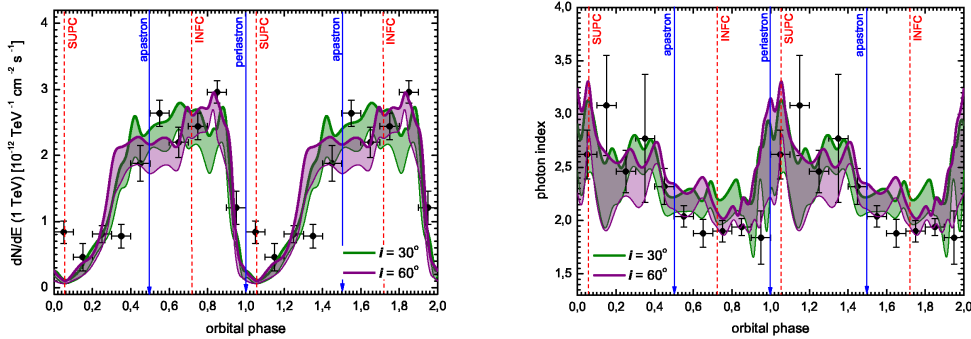 SUPC
apastron
INFC
periastron
SUPC
apastron
INFC
dN/dE (1 TeV) [10⁻¹² TeV⁻¹ cm⁻² s⁻¹]
4
3
2
1
0
i = 30°
i = 60°
0,0 0,2 0,4 0,6 0,8 1,0 1,2 1,4 1,6 1,8 2,0
orbital phase
SUPC
apastron
INFC
periastron
SUPC
apastron
INFC
photon index
4,0
3,5
3,0
2,5
2,0
1,5
i = 30°
i = 60°
0,0 0,2 0,4 0,6 0,8 1,0 1,2 1,4 1,6 1,8 2,0
orbital phase